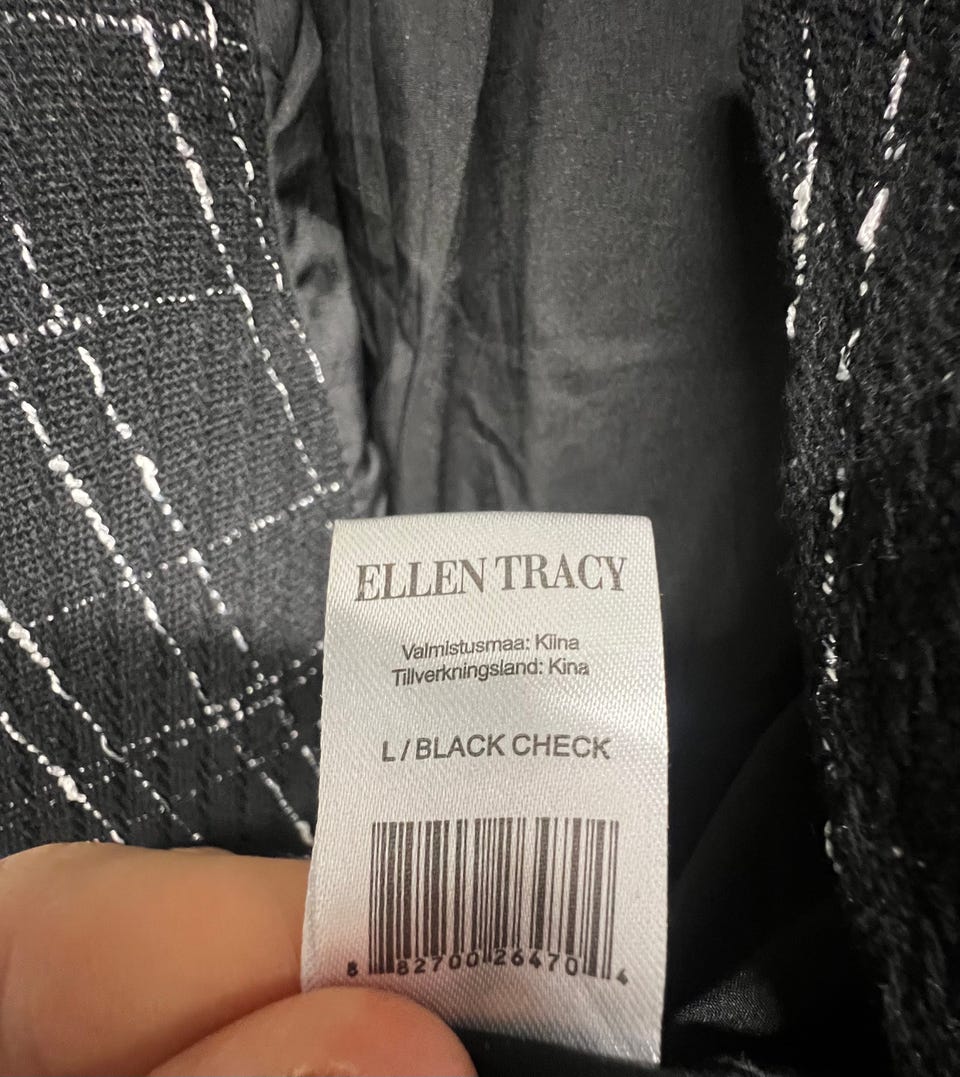 ELLEN TRACY
Valmistusmaa: Kiina
Tillverkningsland: Kina
L / BLACK CHECK
8 82700 26470 4